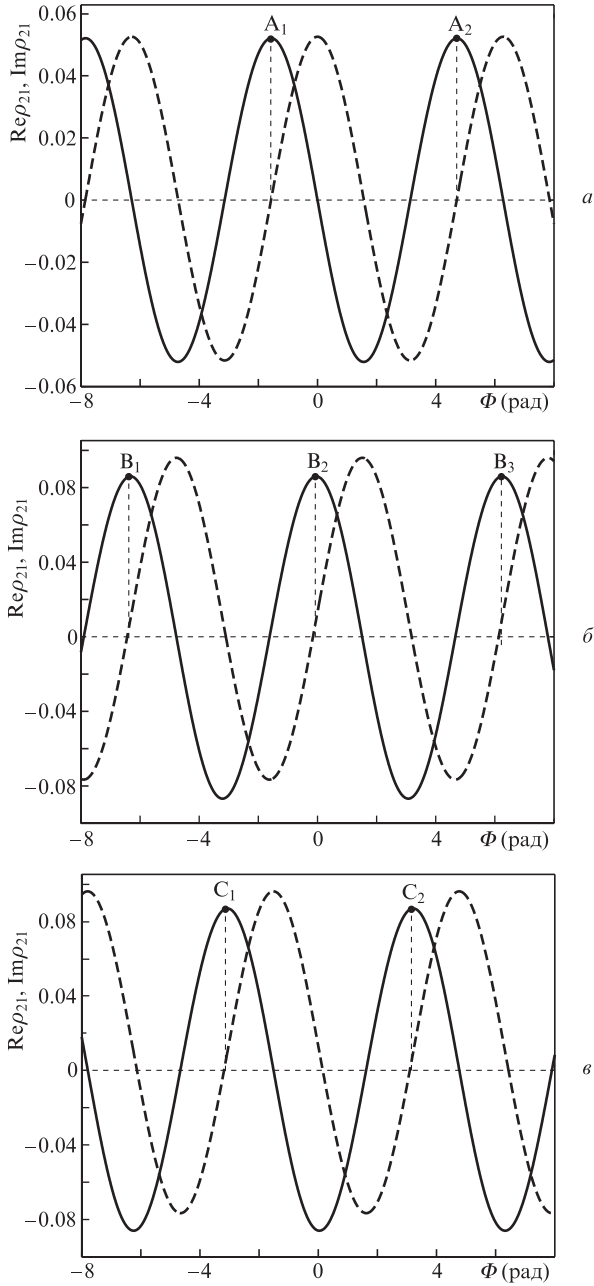 0.06
A₁ A₂
0.04
0.02
0
−0.02
−0.04
−0.06
Reρ₂₁, Imρ₂₁
−8 −4 0 4 Φ (рад)
а
B₁ B₂ B₃
0.08
0.04
0
−0.04
−0.08
Reρ₂₁, Imρ₂₁
−8 −4 0 4 Φ (рад)
б
C₁ C₂
0.08
0.04
0
−0.04
−0.08
Reρ₂₁, Imρ₂₁
−8 −4 0 4 Φ (рад)
в